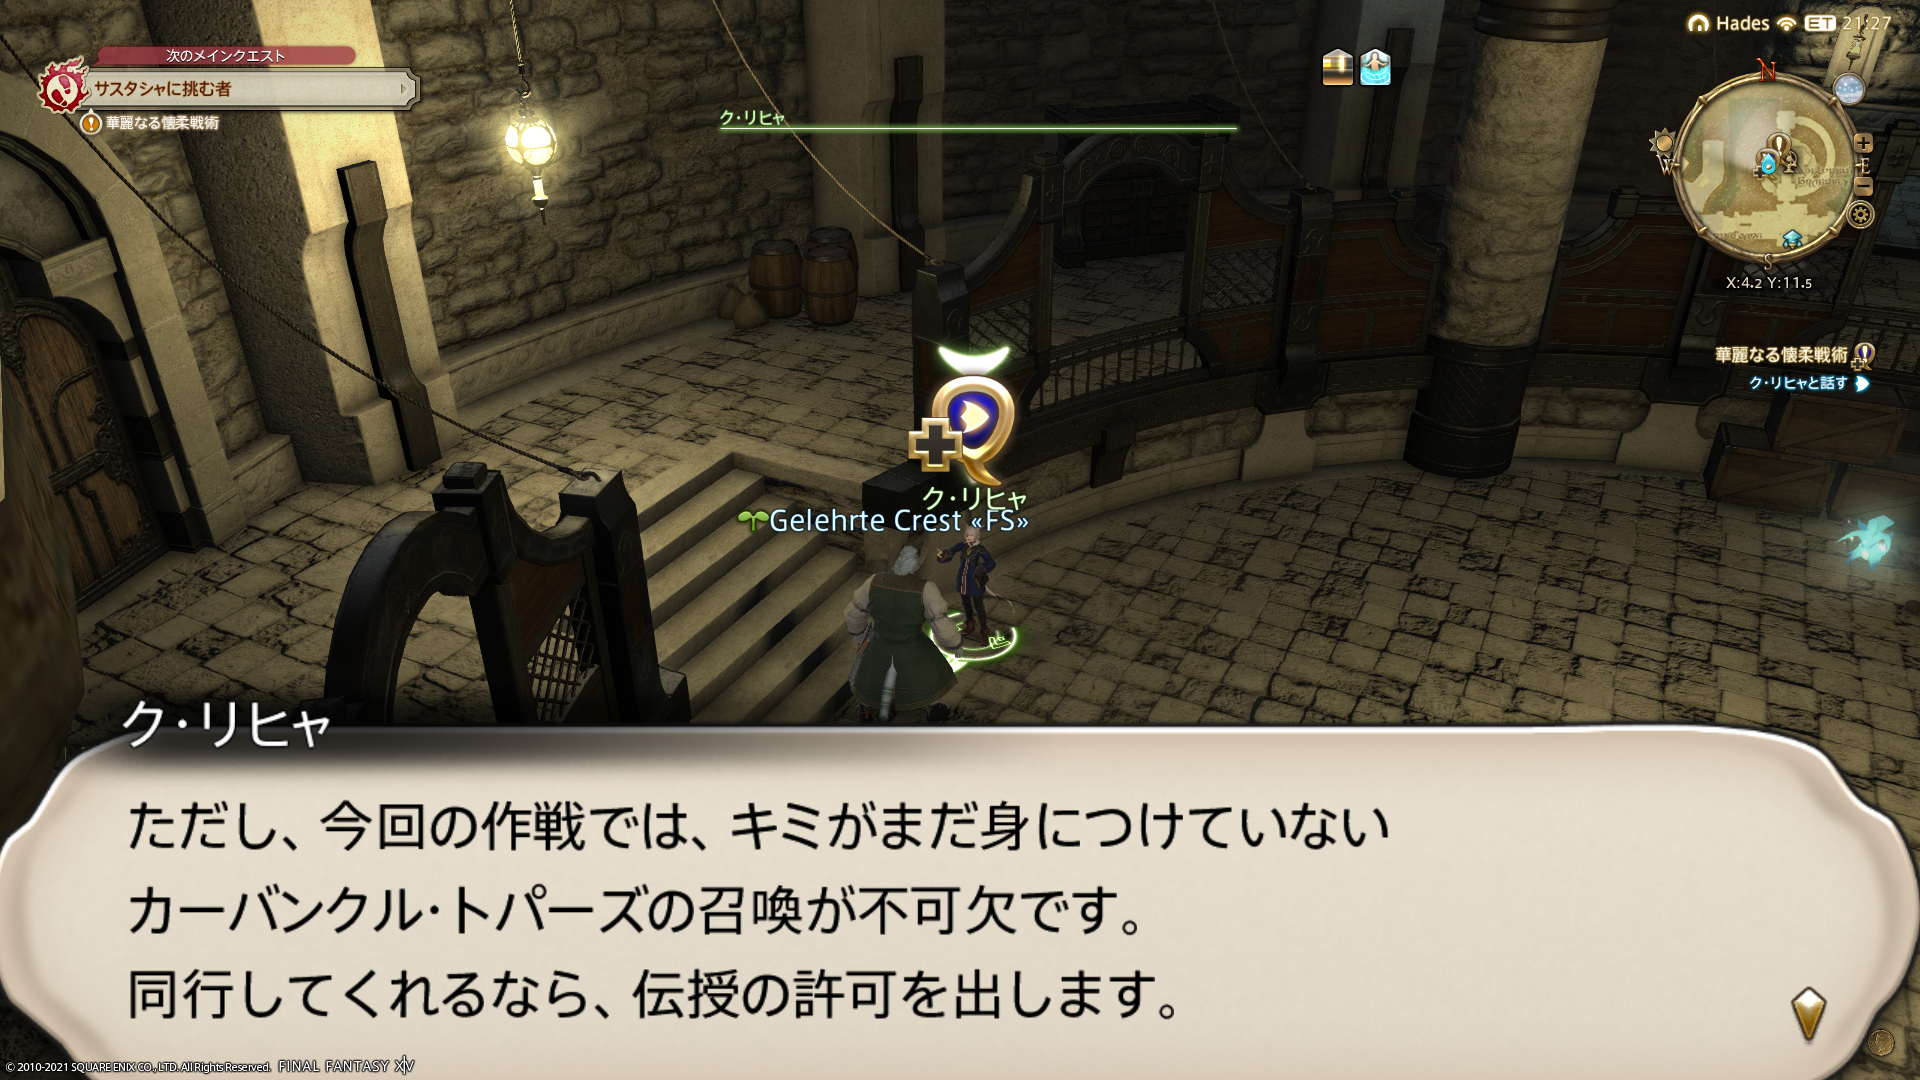 次のメインクエスト
サスタシャに挑む者
華麗なる懐柔戦術
ク・リヒャ
Hades ET 21:27
N
W
E
S
X:4.2 Y:11.5
華麗なる懐柔戦術
ク・リヒャと話す
ク・リヒャ
Gelehrte Crest «FS»
ク・リヒャ
ただし、今回の作戦では、キミがまだ身につけていない
カーバンクル・トパーズの召喚が不可欠です。
同行してくれるなら、伝授の許可を出します。
© 2010-2021 SQUARE ENIX CO., LTD. All Rights Reserved. FINAL FANTASY XIV